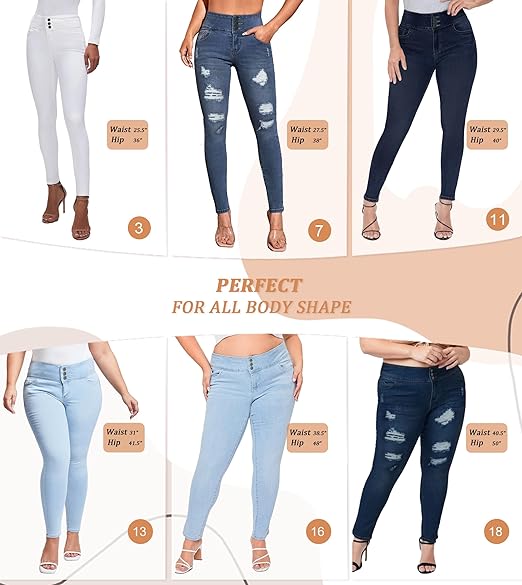 Waist 25.5"
Hip 36"
3
Waist 27.5"
Hip 38"
7
Waist 29.5"
Hip 40"
11
PERFECT
FOR ALL BODY SHAPE
Waist 31"
Hip 41.5"
13
Waist 38.5"
Hip 48"
16
Waist 40.5"
Hip 50"
18